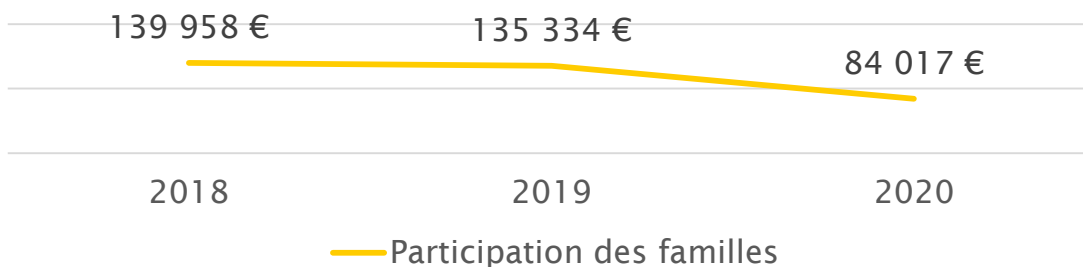 139 958 €
135 334 €
84 017 €
2018 2019 2020
Participation des familles